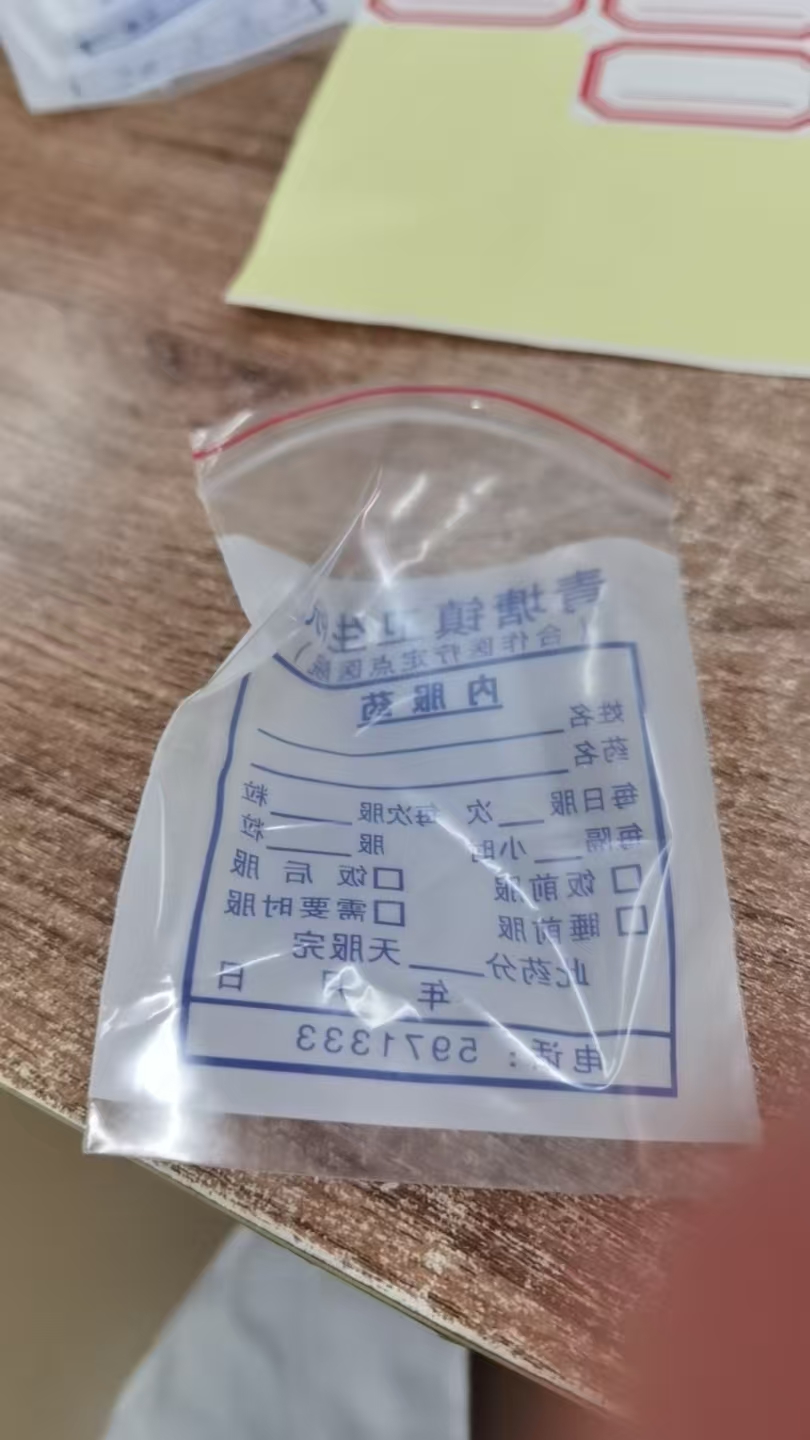 青塘镇卫生
（合作医疗定点医院）
内服药
姓名
药名
每日服 次 每次服 粒
每隔 小时 服 粒
□ 饭前服 □ 饭后服
□ 睡前服 □ 需要时服
此药分 天服完
年 月 日
电话：5971333